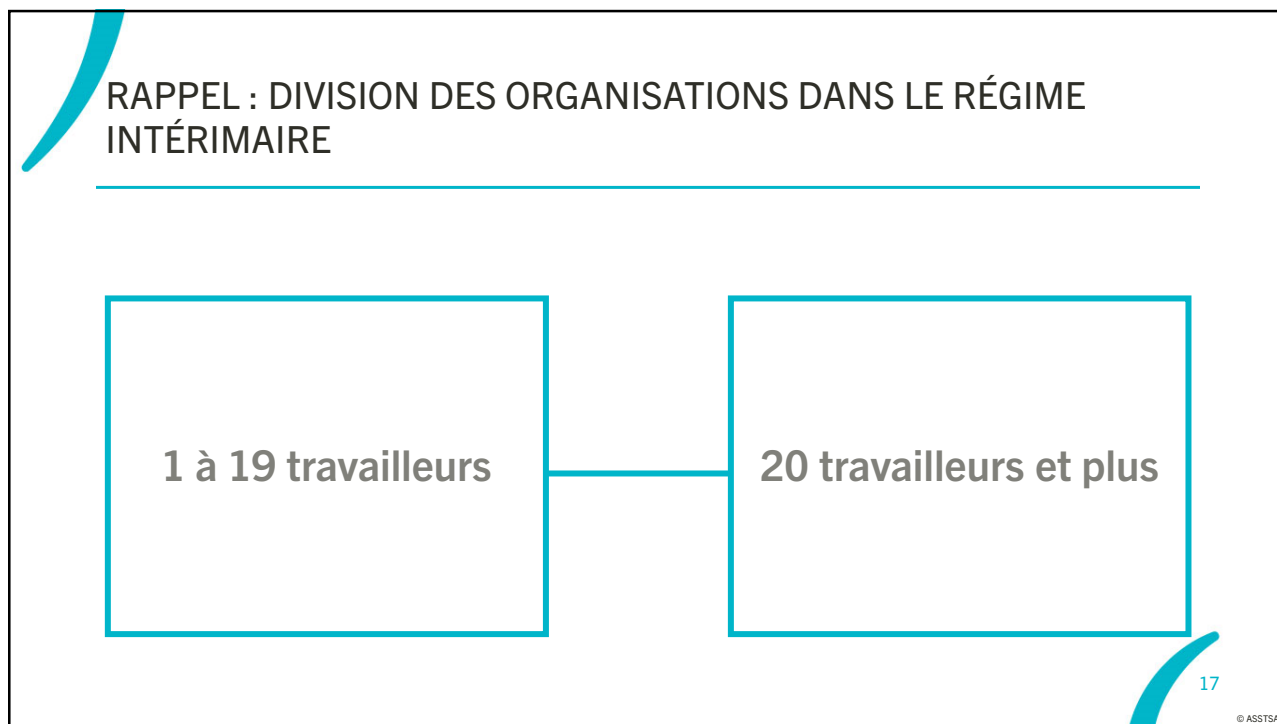 RAPPEL : DIVISION DES ORGANISATIONS DANS LE RÉGIME
INTÉRIMAIRE
1 à 19 travailleurs
20 travailleurs et plus
17
© ASSTSA